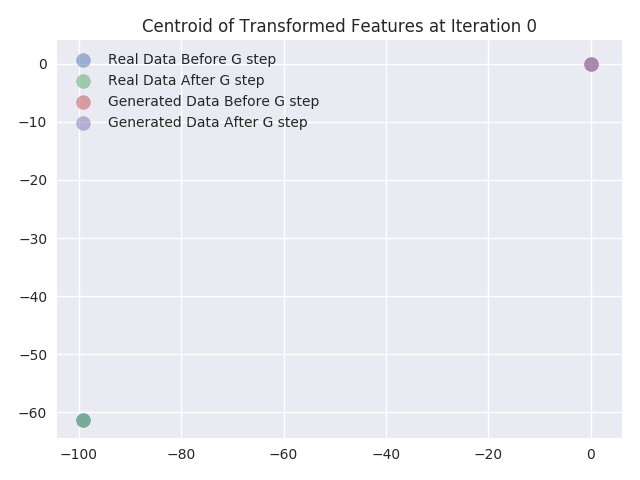 Centroid of Transformed Features at Iteration 0
Real Data Before G step
Real Data After G step
Generated Data Before G step
Generated Data After G step
0
−10
−20
−30
−40
−50
−60
−100 −80 −60 −40 −20 0